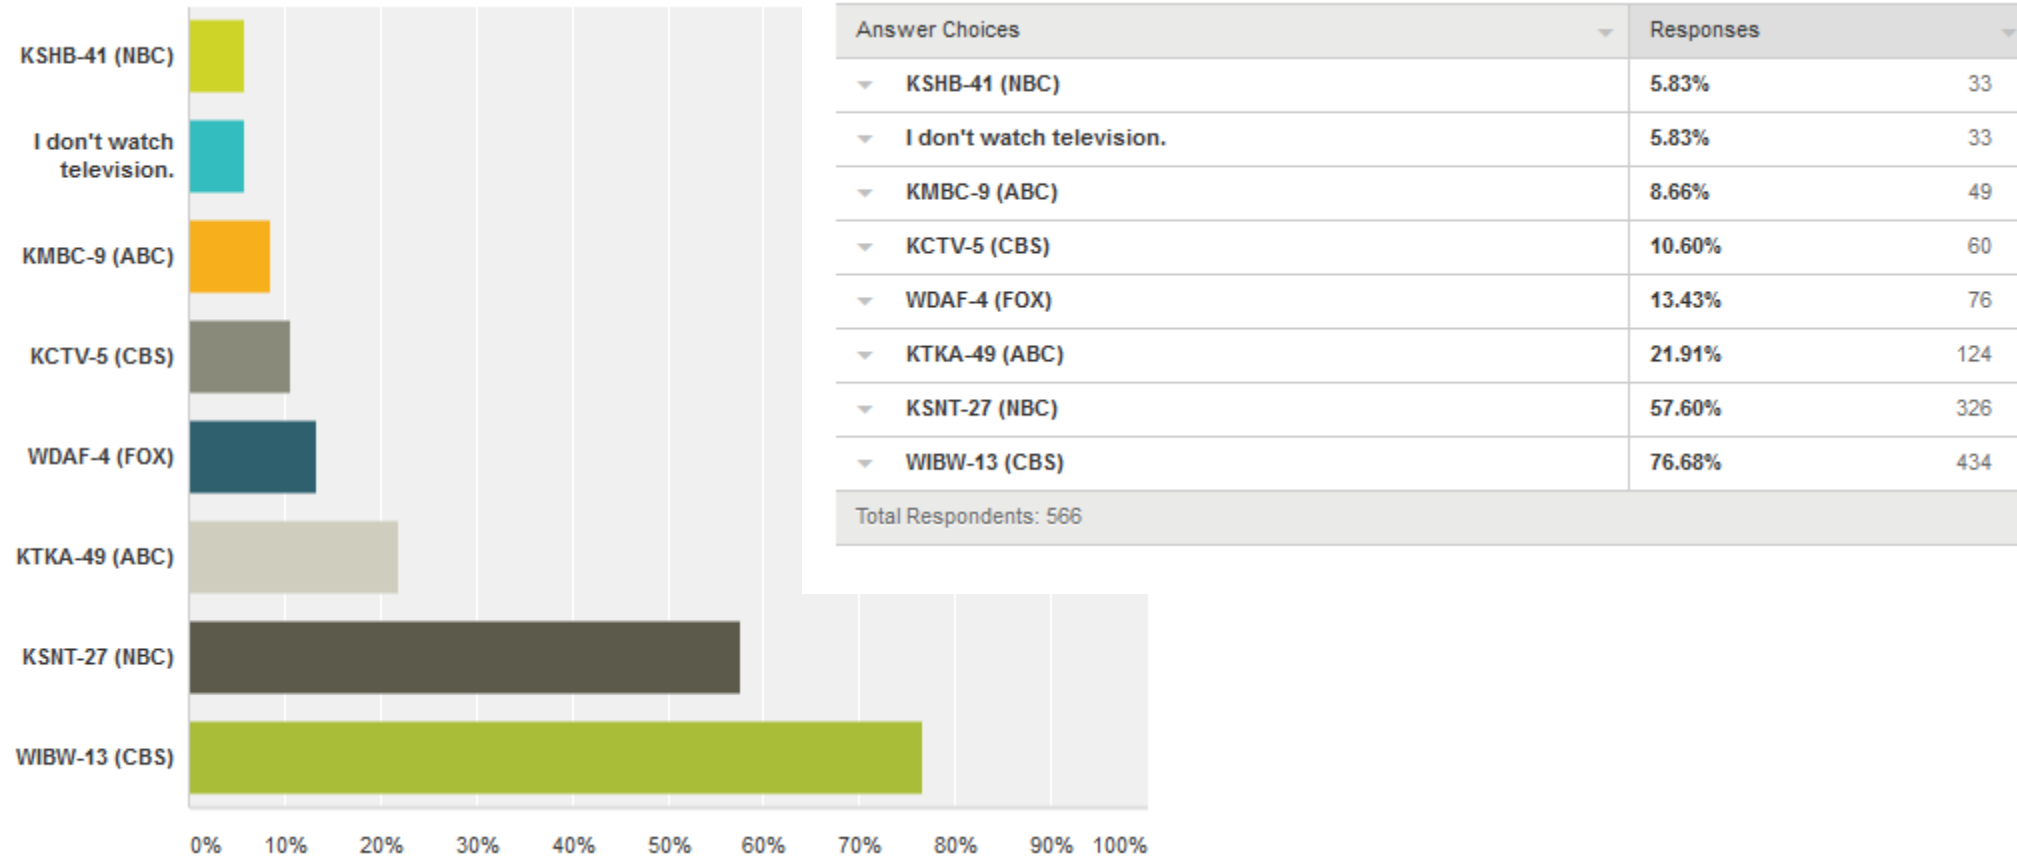 KSHB-41 (NBC)
I don't watch
television.
KMBC-9 (ABC)
KCTV-5 (CBS)
WDAF-4 (FOX)
KTKA-49 (ABC)
KSNT-27 (NBC)
WIBW-13 (CBS)
0% 10% 20% 30% 40% 50% 60% 70% 80% 90% 100%
Answer Choices Responses
KSHB-41 (NBC) 5.83% 33
I don't watch television. 5.83% 33
KMBC-9 (ABC) 8.66% 49
KCTV-5 (CBS) 10.60% 60
WDAF-4 (FOX) 13.43% 76
KTKA-49 (ABC) 21.91% 124
KSNT-27 (NBC) 57.60% 326
WIBW-13 (CBS) 76.68% 434
Total Respondents: 566